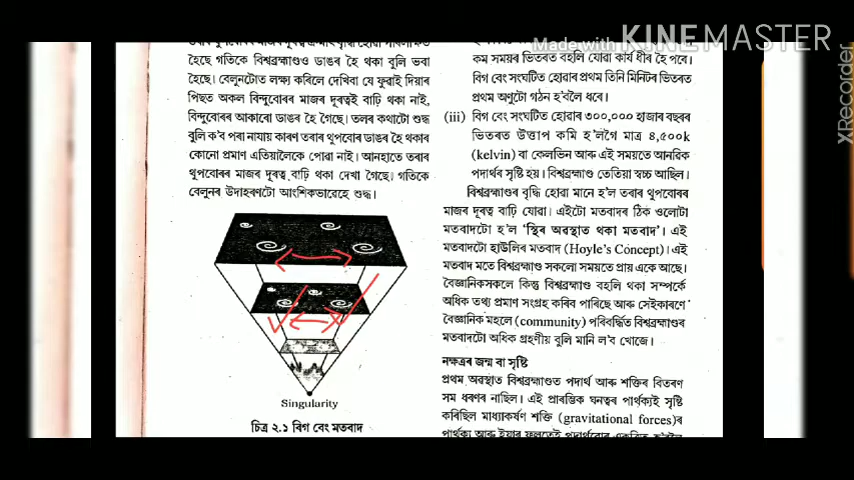 Made with KINEMASTER
XRecorder
হৈছে গতিকে বিশ্বব্ৰহ্মাণ্ডও ডাঙৰ হৈ থকা বুলি ভবা
হৈছে। বেলুনটোত লক্ষ্য কৰিলে দেখিবা যে ফুৱাই দিয়াৰ
পিছত অকল বিন্দুবোৰৰ মাজৰ দূৰত্বই বাঢ়ি থকা নাই,
বিন্দুবোৰৰ আকাৰো ডাঙৰ হৈ গৈছে। তলৰ কথাটো শুদ্ধ
বুলি ক'ব পৰা নাযায় কাৰণ তৰাৰ থুপবোৰ ডাঙৰ হৈ থকাৰ
কোনো প্ৰমাণ এতিয়ালৈকে পোৱা নাই। আনহাতে তৰাৰ
থুপবোৰৰ মাজৰ দূৰত্ব বাঢ়ি থকা দেখা গৈছে। গতিকে
বেলুনৰ উদাহৰণটো আংশিকভাৱেহে শুদ্ধ।
Singularity
চিত্ৰ ২.১ ৰিগ বেং মতবাদ
কম সময়ৰ ভিতৰত বহলি যোৱা কাৰ্য ধীৰ হৈ পৰে।
বিগ বেং সংঘটিত হোৱাৰ প্ৰথম তিনি মিনিটৰ ভিতৰত
প্ৰথম অণুটো গঠন হ'বলৈ ধৰে।
(iii) বিগ বেং সংঘটিত হোৱাৰ ৩০০,০০০ হাজাৰ বছৰৰ
ভিতৰত উত্তাপ কমি হ'লগৈ মাত্ৰ ৪,৫০০k
(kelvin) বা কেলভিন আৰু এই সময়তে আনৱিক
পদাৰ্থৰ সৃষ্টি হয়। বিশ্বব্ৰহ্মাণ্ড তেতিয়া স্বচ্চ আছিল।
বিশ্বব্ৰহ্মাণ্ডৰ বৃদ্ধি হোৱা মানে হ'ল তৰাৰ থুপবোৰৰ
মাজৰ দূৰত্ব বাঢ়ি যোৱা। এইটো মতবাদৰ ঠিক ওলোটা
মতবাদটো হ'ল 'স্থিৰ অৱস্থাত থকা মতবাদ'। এই
মতবাদটো হাউলিৰ মতবাদ (Hoyle's Concept)। এই
মতবাদ মতে বিশ্বব্ৰহ্মাণ্ড সকলো সময়তে প্ৰায় একে আছে।
বৈজ্ঞানিকসকলে কিন্তু বিশ্বব্ৰহ্মাণ্ড বহলি থকা সম্পৰ্কে
অধিক তথ্য প্ৰমাণ সংগ্ৰহ কৰিব পাৰিছে আৰু সেইকাৰণে
বৈজ্ঞানিক মহলে (community) পৰিবৰ্দ্ধিত বিশ্বব্ৰহ্মাণ্ডৰ
মতবাদটো অধিক গ্ৰহণীয় বুলি মানি ল'ব খোজে।
নক্ষত্ৰৰ জন্ম বা সৃষ্টি
প্ৰথম অৱস্থাত বিশ্বব্ৰহ্মাণ্ডত পদাৰ্থ আৰু শক্তিৰ বিতৰণ
সম ধৰণৰ নাছিল। এই প্ৰাৰম্ভিক ঘনত্বৰ পাৰ্থক্যই সৃষ্টি
কৰিছিল মাধ্যাকৰ্ষণ শক্তি (gravitational forces)ৰ